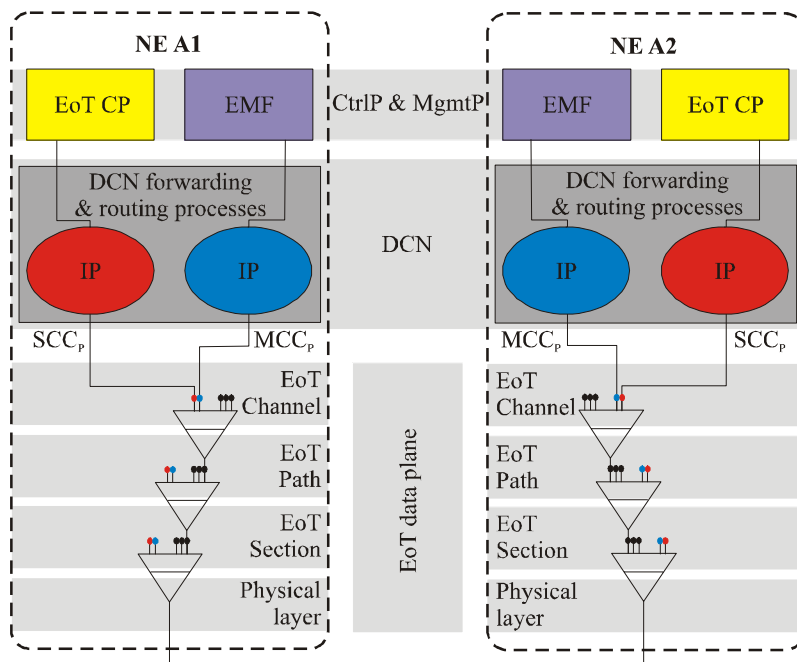 NE A1
NE A2
EoT CP
EMF
CtrlP & MgmtP
EMF
EoT CP
DCN forwarding
& routing processes
DCN
DCN forwarding
& routing processes
IP
IP
IP
IP
SCCP
MCCP
MCCP
SCCP
EoT
Channel
EoT
Path
EoT
Section
Physical
layer
EoT data plane
EoT
Channel
EoT
Path
EoT
Section
Physical
layer